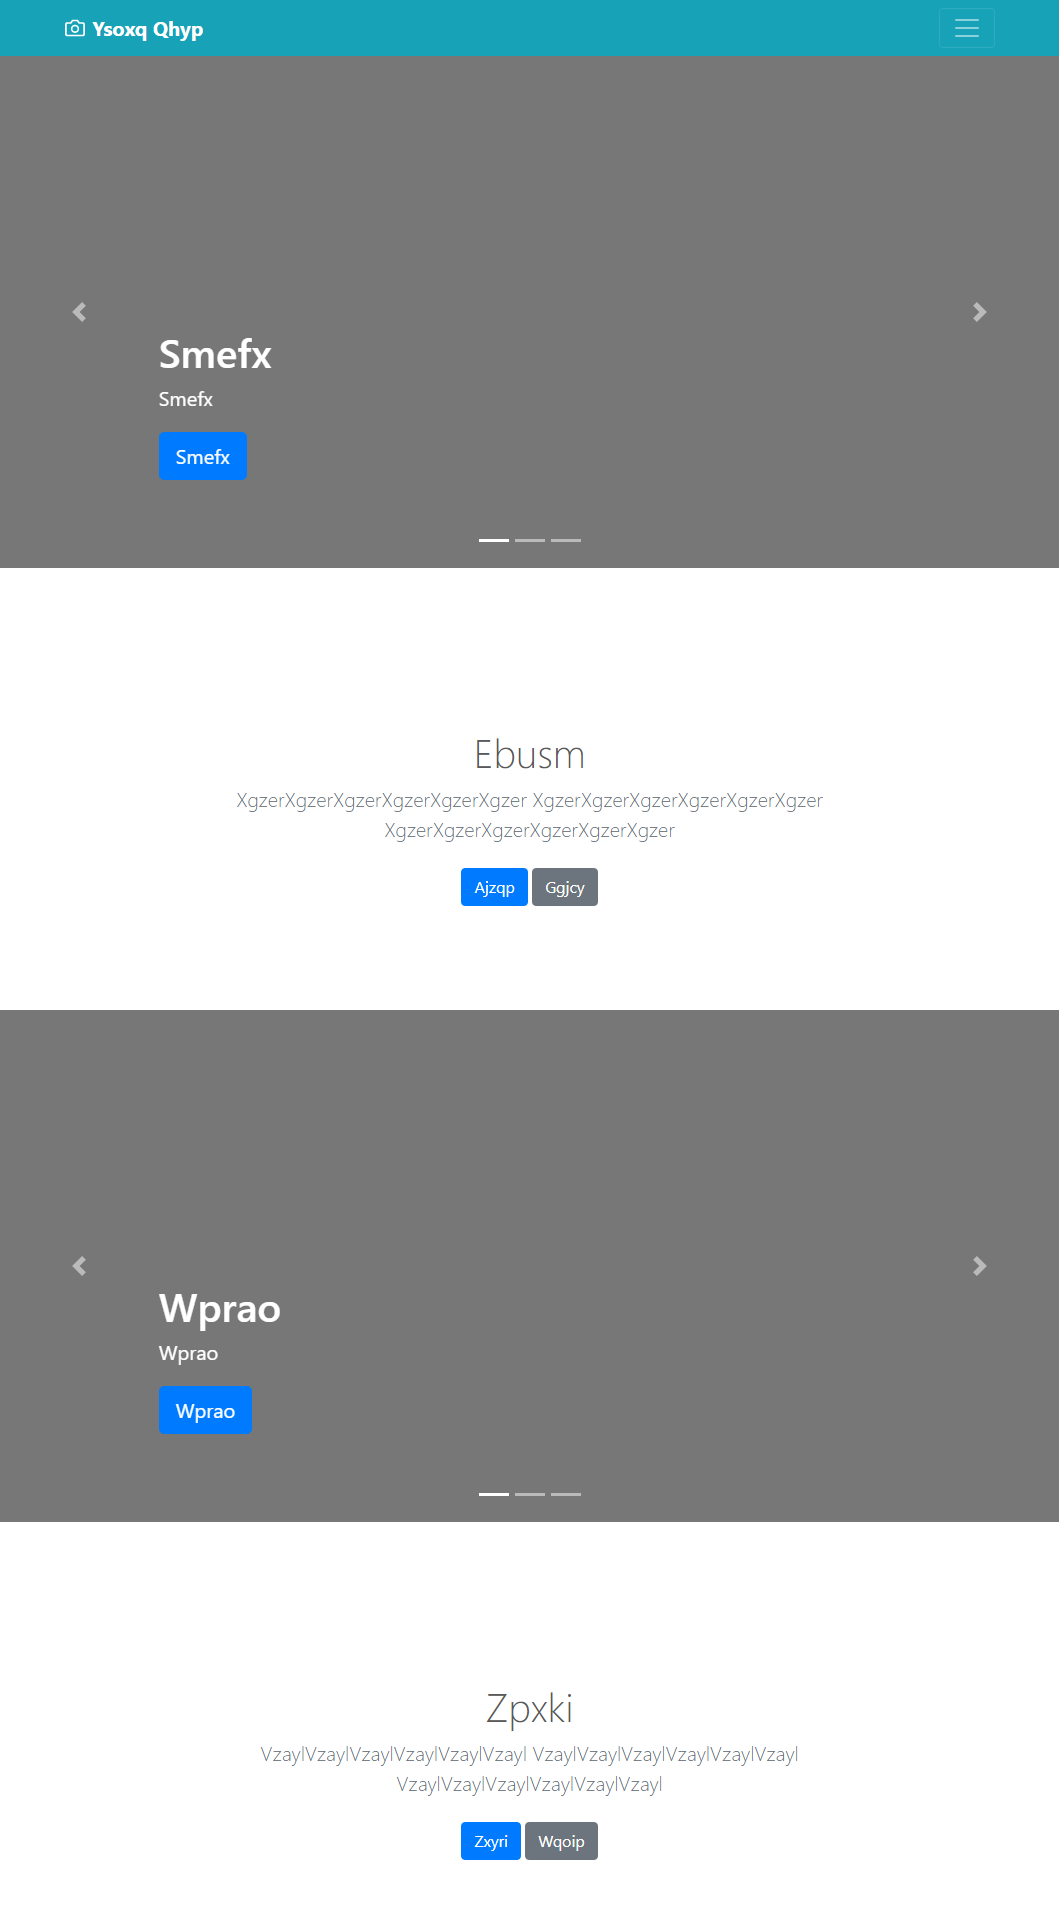 Ysoxq Qhyp
Smefx
Smefx
Smefx
Ebusm
XgzerXgzerXgzerXgzerXgzerXgzer XgzerXgzerXgzerXgzerXgzerXgzer
XgzerXgzerXgzerXgzerXgzerXgzer
Ajzqp Ggjcy
Wprao
Wprao
Wprao
Zpxki
VzaylVzaylVzaylVzaylVzaylVzayl VzaylVzaylVzaylVzaylVzaylVzayl
VzaylVzaylVzaylVzaylVzaylVzayl
Zxyri Wqoip